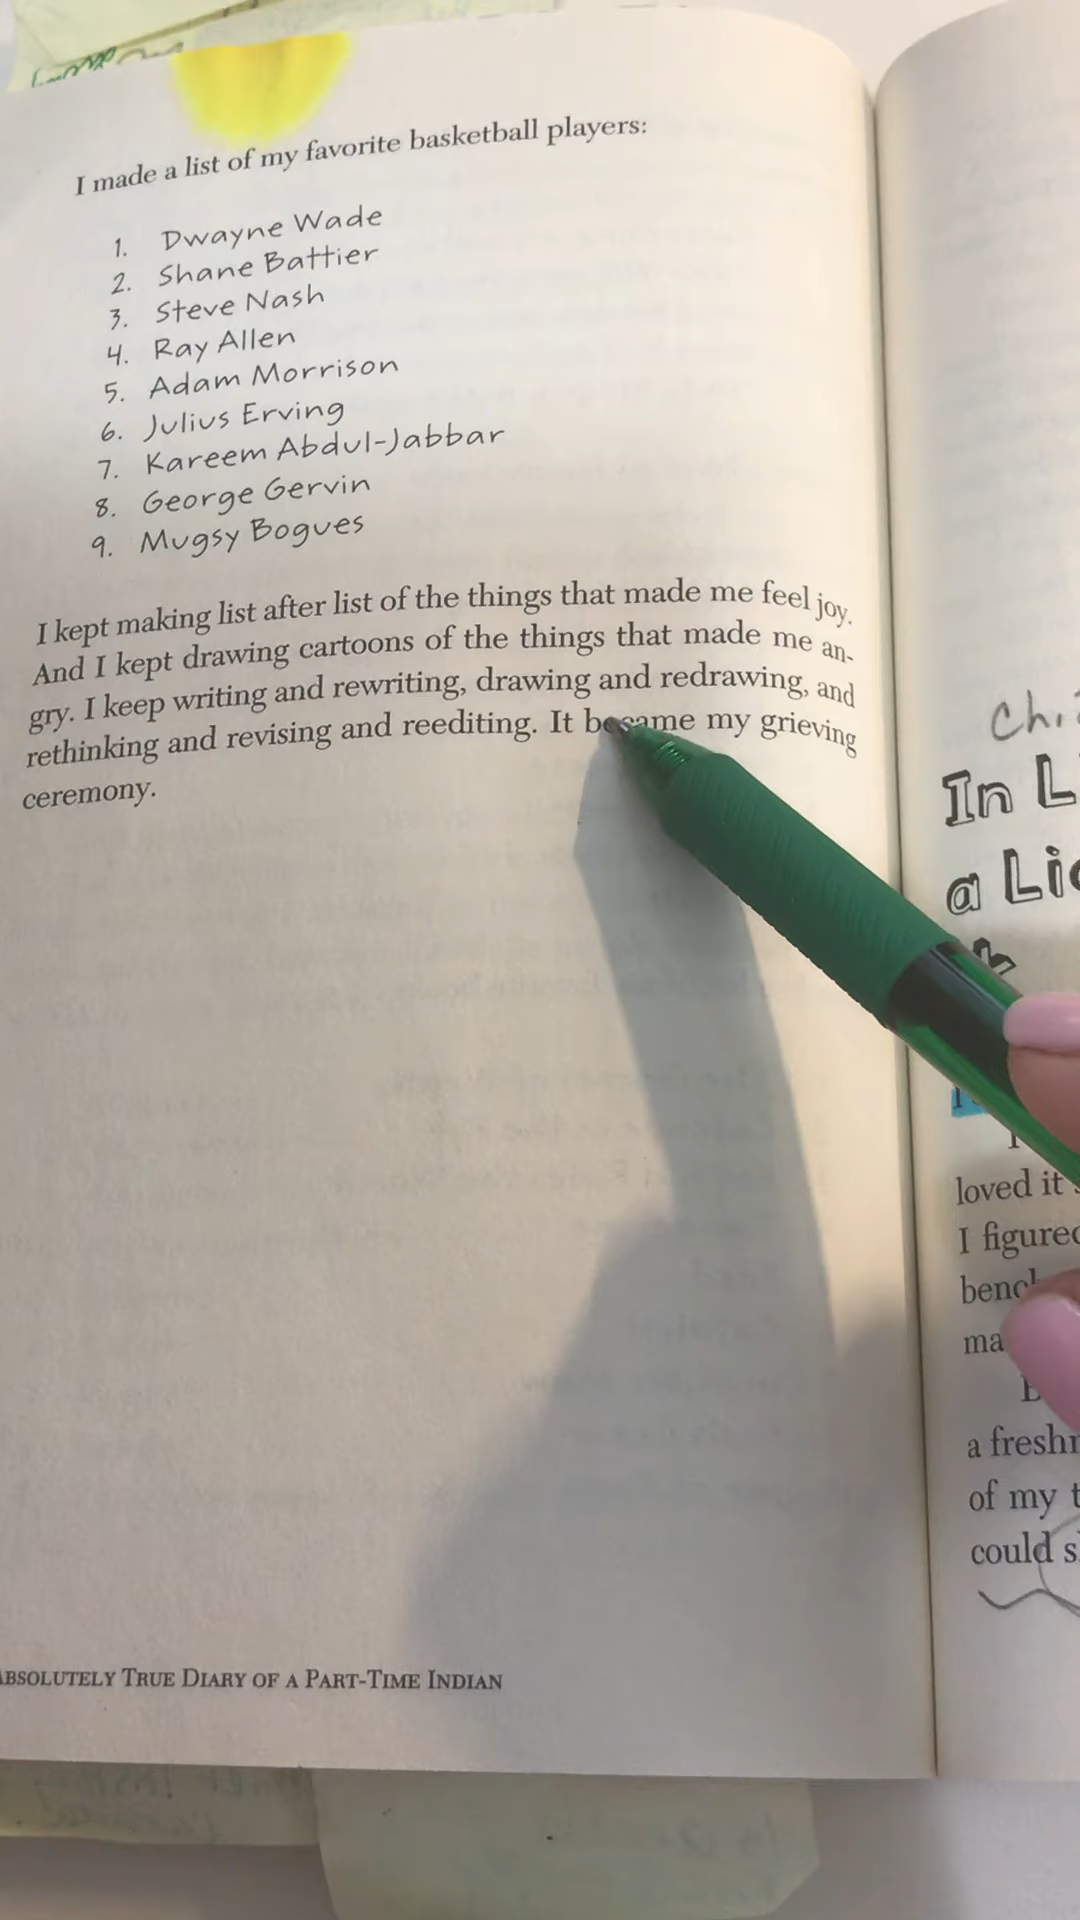 I made a list of my favorite basketball players:
1. Dwayne Wade
2. Shane Battier
3. Steve Nash
4. Ray Allen
5. Adam Morrison
6. Julius Erving
7. Kareem Abdul-Jabbar
8. George Gervin
9. Mugsy Bogues
I kept making list after list of the things that made me feel joy.
And I kept drawing cartoons of the things that made me an-
gry. I keep writing and rewriting, drawing and redrawing, and
rethinking and revising and reediting. It became my grieving
ceremony.
ABSOLUTELY TRUE DIARY OF A PART-TIME INDIAN
In L
a Li
loved it
I figured
ma
a freshm
of my t
could s